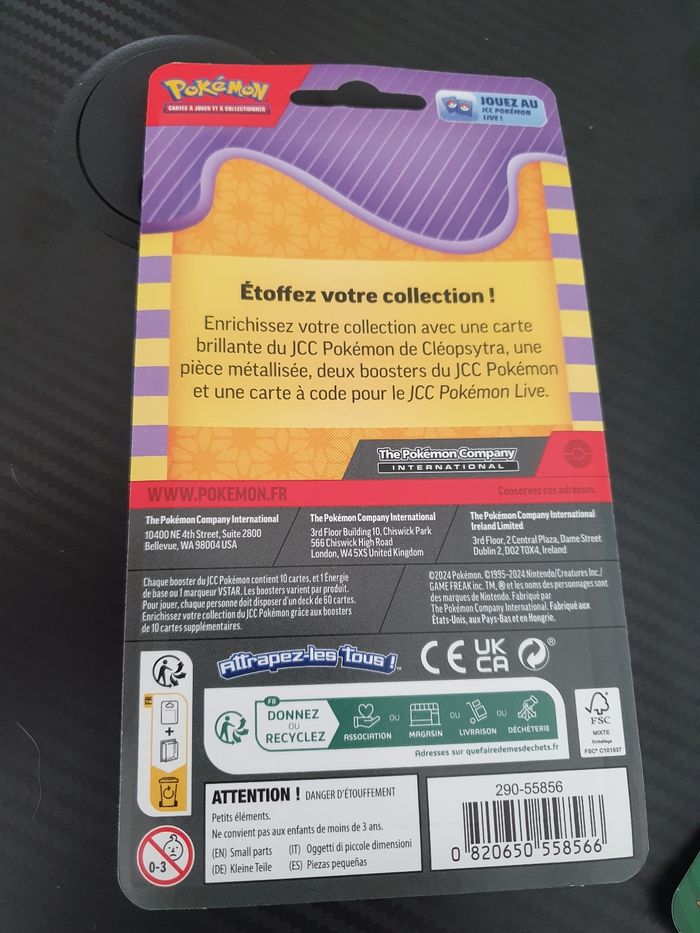 POKÉMON
CARTES À JOUER ET À COLLECTIONNER
JOUEZ AU
JCC POKÉMON
LIVE !
Étoffez votre collection !
Enrichissez votre collection avec une carte
brillante du JCC Pokémon de Cléopsytra, une
pièce métallisée, deux boosters du JCC Pokémon
et une carte à code pour le JCC Pokémon Live.
The Pokémon Company
INTERNATIONAL
WWW.POKEMON.FR
Conservez ces adresses.
The Pokémon Company International
10400 NE 4th Street, Suite 2800
Bellevue, WA 98004 USA
The Pokémon Company International
3rd Floor Building 10, Chiswick Park
566 Chiswick High Road
London, W4 5XS United Kingdom
The Pokémon Company International
Ireland Limited
3rd Floor, 2 Central Plaza, Dame Street
Dublin 2, D02 T0X4, Ireland
Chaque booster du JCC Pokémon contient 10 cartes, et 1 Énergie
de base ou 1 marqueur VSTAR. Les boosters varient par produit.
Pour jouer, chaque personne doit disposer d'un deck de 60 cartes.
Enrichissez votre collection du JCC Pokémon grâce aux boosters
de 10 cartes supplémentaires.
©2024 Pokémon. ©1995-2024 Nintendo/Creatures Inc./
GAME FREAK inc. TM, ® et les noms des personnages sont
des marques de Nintendo. Fabriqué par
The Pokémon Company International. Fabriqué aux
États-Unis, aux Pays-Bas et en Hongrie.
Attrapez-les Tous !™
CE
UK
CA
®
FR
+
FR
DONNEZ
OU
RECYCLEZ
ASSOCIATION
OU
MAGASIN
OU
LIVRAISON
OU
DÉCHÈTERIE
Adresses sur quefairedemesdechets.fr
FSC
MIXTE
Emballage
FSC® C101537
ATTENTION ! DANGER D'ÉTOUFFEMENT
Petits éléments.
Ne convient pas aux enfants de moins de 3 ans.
(EN) Small parts
(IT) Oggetti di piccole dimensioni
(DE) Kleine Teile
(ES) Piezas pequeñas
0-3
290-55856
0 820650 558566